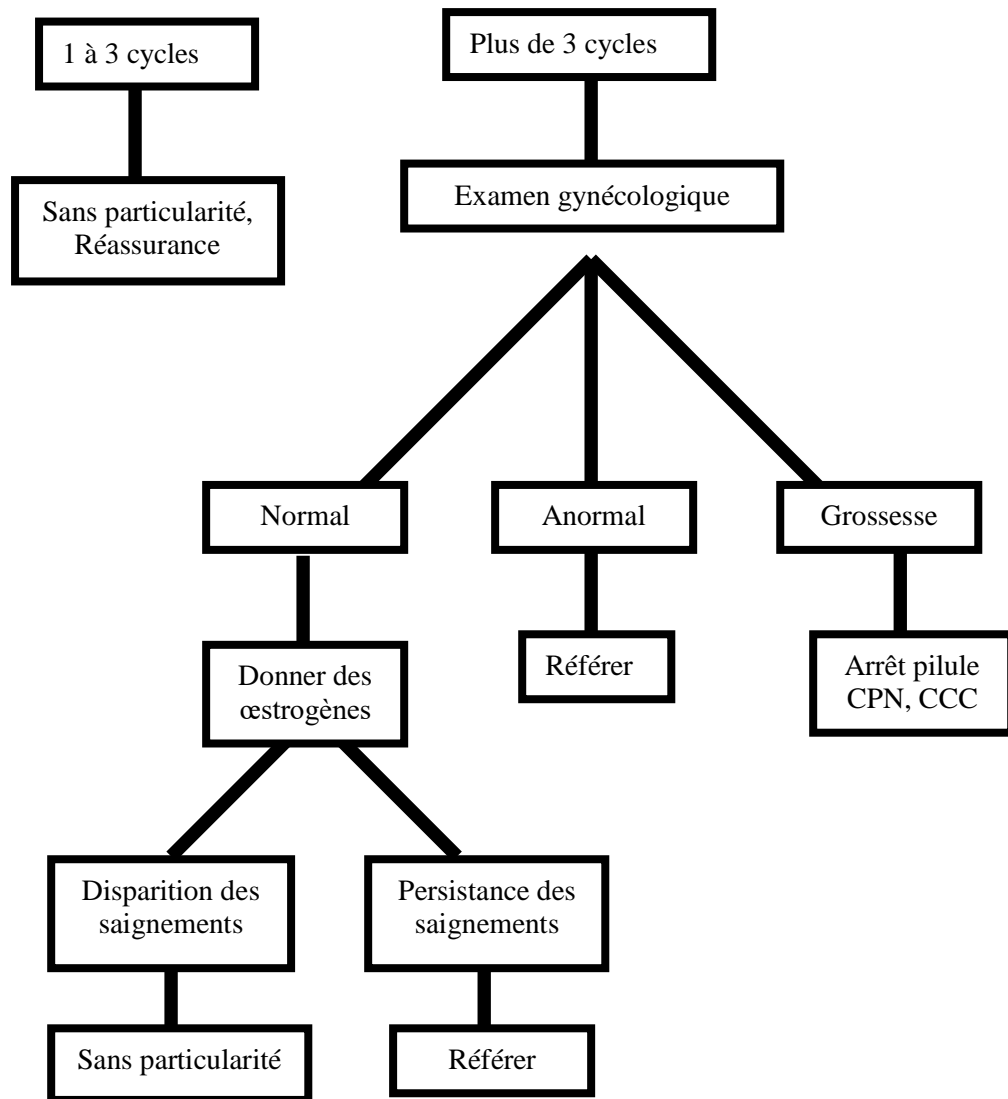 1 à 3 cycles
Plus de 3 cycles
Sans particularité,
Réassurance
Examen gynécologique
Normal
Anormal
Grossesse
Donner des
œstrogènes
Référer
Arrêt pilule
CPN, CCC
Disparition des
saignements
Persistance des
saignements
Sans particularité
Référer